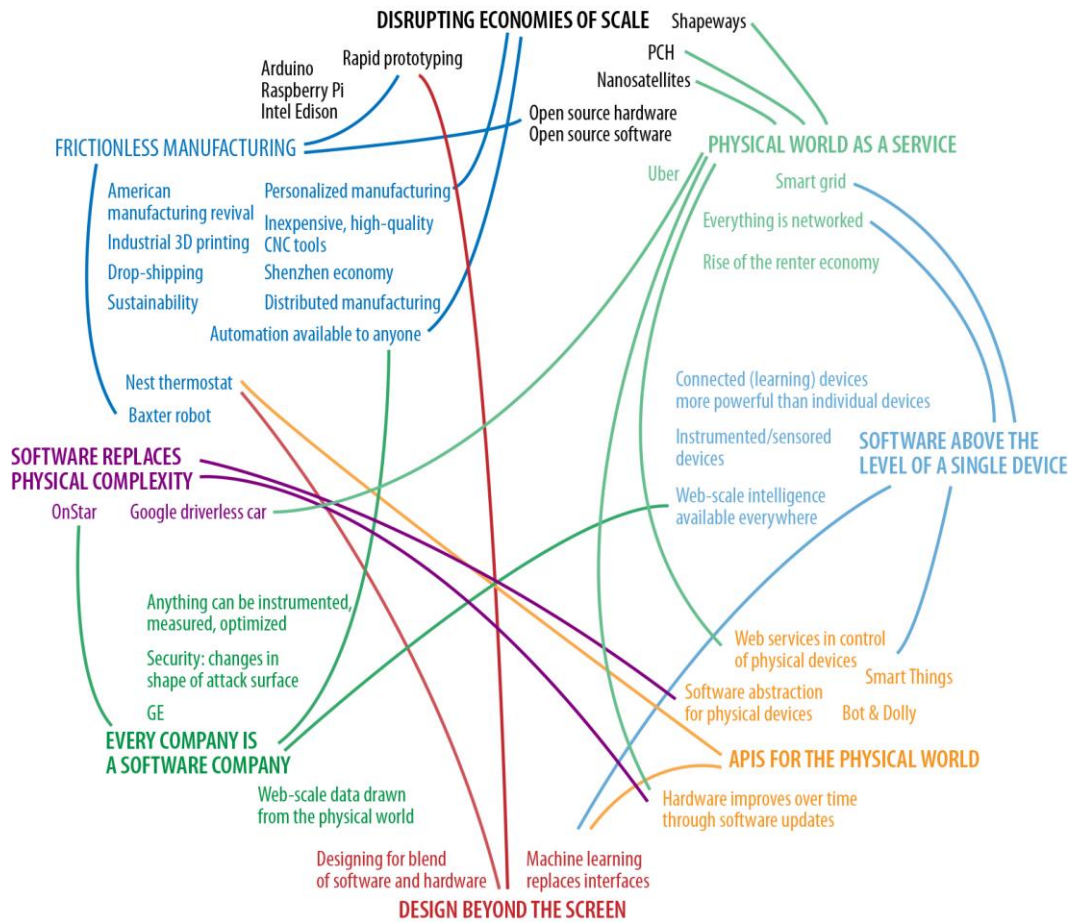 DISRUPTING ECONOMIES OF SCALE
Shapeways
Rapid prototyping
PCH
Arduino
Raspberry Pi
Intel Edison
Nanosatellites
Open source hardware
Open source software
FRICTIONLESS MANUFACTURING
PHYSICAL WORLD AS A SERVICE
Uber
Smart grid
American
manufacturing revival
Personalized manufacturing
Everything is networked
Industrial 3D printing
Inexpensive, high-quality
CNC tools
Rise of the renter economy
Drop-shipping
Shenzhen economy
Sustainability
Distributed manufacturing
Automation available to anyone
Nest thermostat
Baxter robot
Connected (learning) devices
more powerful than individual devices
Instrumented/sensored
devices
SOFTWARE ABOVE THE
LEVEL OF A SINGLE DEVICE
SOFTWARE REPLACES
PHYSICAL COMPLEXITY
Web-scale intelligence
available everywhere
OnStar
Google driverless car
Anything can be instrumented,
measured, optimized
Security: changes in
shape of attack surface
GE
EVERY COMPANY IS
A SOFTWARE COMPANY
Web-scale data drawn
from the physical world
Web services in control
of physical devices
Smart Things
Software abstraction
for physical devices
Bot & Dolly
APIS FOR THE PHYSICAL WORLD
Hardware improves over time
through software updates
Designing for blend
of software and hardware
Machine learning
replaces interfaces
DESIGN BEYOND THE SCREEN